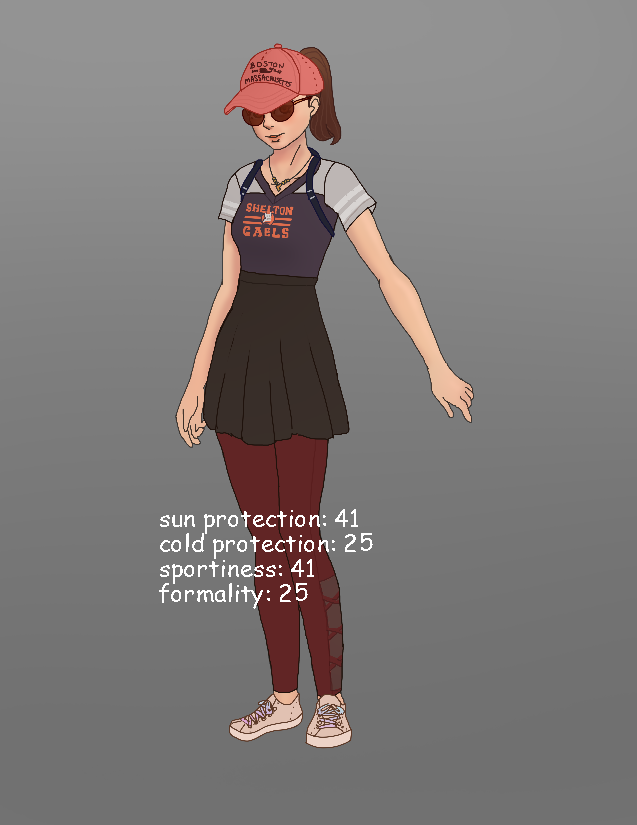 BOSTON
MASSACHUSETTS
SHELTON
GAELS
sun protection: 41
cold protection: 25
sportiness: 41
formality: 25